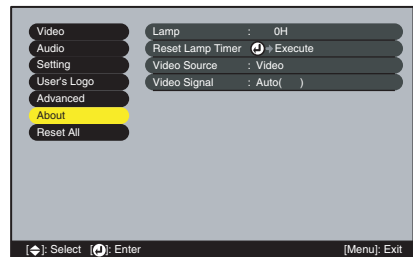 Video
Audio
Setting
User's Logo
Advanced
About
Reset All
Lamp : 0H
Reset Lamp Timer Execute
Video Source : Video
Video Signal : Auto( )
[ ]: Select [ ]: Enter [Menu]: Exit